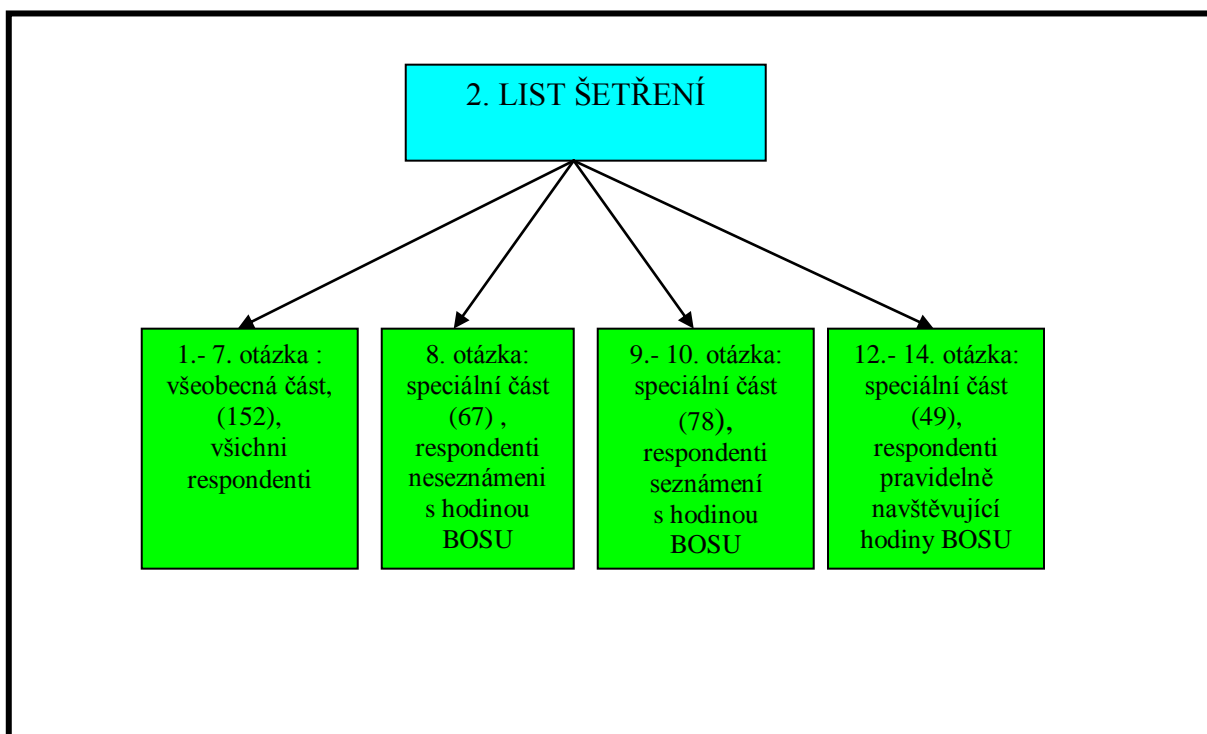 2. LIST ŠETŘENÍ
1.- 7. otázka :
všeobecná část,
(152),
všichni
respondenti
8. otázka:
speciální část
(67) ,
respondenti
neseznámeni
s hodinou
BOSU
9.- 10. otázka:
speciální část
(78),
respondenti
seznámení
s hodinou
BOSU
12.- 14. otázka:
speciální část
(49),
respondenti
pravidelně
navštěvující
hodiny BOSU